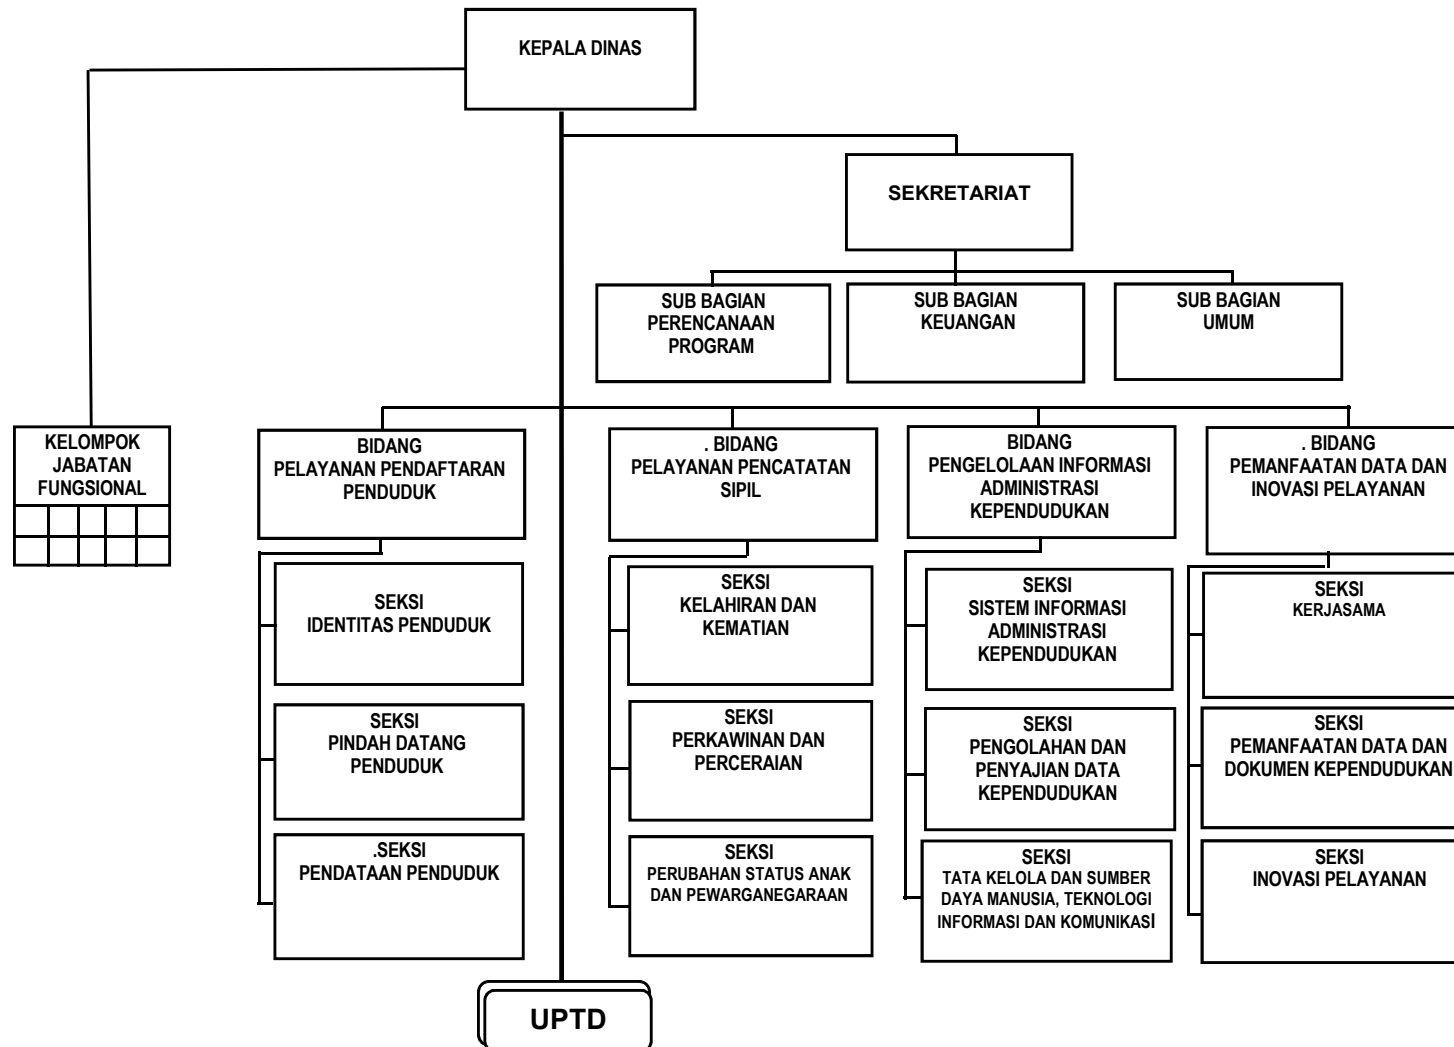 KEPALA DINAS
SEKRETARIAT
SUB BAGIAN
PERENCANAAN
PROGRAM
SUB BAGIAN
KEUANGAN
SUB BAGIAN
UMUM
KELOMPOK
JABATAN
FUNGSIONAL
BIDANG
PELAYANAN PENDAFTARAN
PENDUDUK
. BIDANG
PELAYANAN PENCATATAN
SIPIL
BIDANG
PENGELOLAAN INFORMASI
ADMINISTRASI
KEPENDUDUKAN
. BIDANG
PEMANFAATAN DATA DAN
INOVASI PELAYANAN
SEKSI
IDENTITAS PENDUDUK
SEKSI
KELAHIRAN DAN
KEMATIAN
SEKSI
SISTEM INFORMASI
ADMINISTRASI
KEPENDUDUKAN
SEKSI
KERJASAMA
SEKSI
PINDAH DATANG
PENDUDUK
SEKSI
PERKAWINAN DAN
PERCERAIAN
SEKSI
PENGOLAHAN DAN
PENYAJIAN DATA
KEPENDUDUKAN
SEKSI
PEMANFAATAN DATA DAN
DOKUMEN KEPENDUDUKAN
.SEKSI
PENDATAAN PENDUDUK
SEKSI
PERUBAHAN STATUS ANAK
DAN PEWARGANEGARAAN
SEKSI
TATA KELOLA DAN SUMBER
DAYA MANUSIA, TEKNOLOGI
INFORMASI DAN KOMUNIKASI
SEKSI
INOVASI PELAYANAN
UPTD